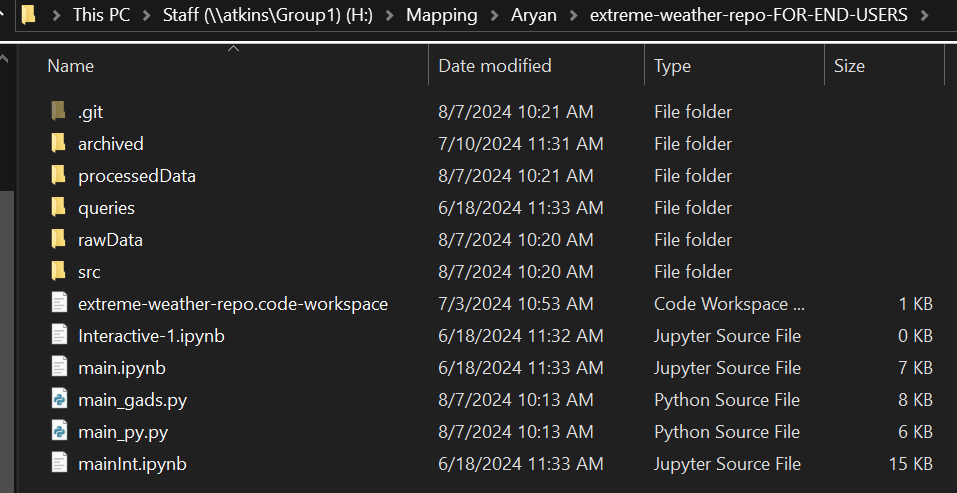 This PC > Staff (\\atkins\Group1) (H:) > Mapping > Aryan > extreme-weather-repo-FOR-END-USERS >
Name Date modified Type Size
.git 8/7/2024 10:21 AM File folder
archived 7/10/2024 11:31 AM File folder
processedData 8/7/2024 10:21 AM File folder
queries 6/18/2024 11:33 AM File folder
rawData 8/7/2024 10:20 AM File folder
src 8/7/2024 10:20 AM File folder
extreme-weather-repo.code-workspace 7/3/2024 10:53 AM Code Workspace ... 1 KB
Interactive-1.ipynb 6/18/2024 11:32 AM Jupyter Source File 0 KB
main.ipynb 6/18/2024 11:33 AM Jupyter Source File 7 KB
main_gads.py 8/7/2024 10:13 AM Python Source File 8 KB
main_py.py 8/7/2024 10:13 AM Python Source File 6 KB
mainInt.ipynb 6/18/2024 11:33 AM Jupyter Source File 15 KB